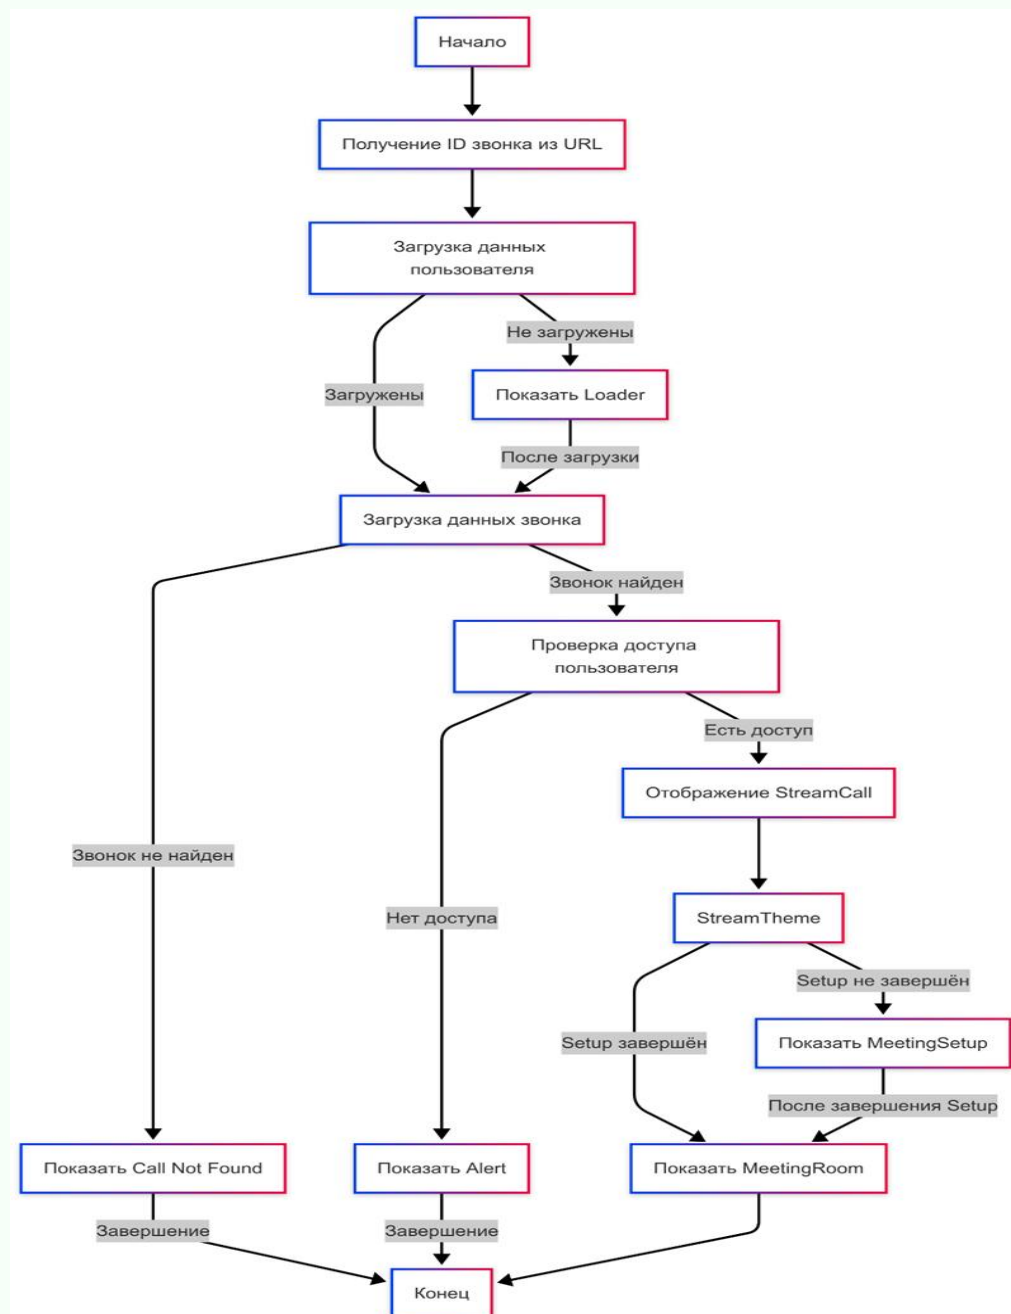 Начало
Получение ID звонка из URL
Загрузка данных
пользователя
Не загружены
Загружены
Показать Loader
После загрузки
Загрузка данных звонка
Звонок найден
Проверка доступа
пользователя
Есть доступ
Отображение StreamCall
Звонок не найден
Нет доступа
StreamTheme
Setup не завершён
Setup завершён
Показать MeetingSetup
После завершения Setup
Показать Call Not Found
Показать Alert
Показать MeetingRoom
Завершение
Завершение
Конец